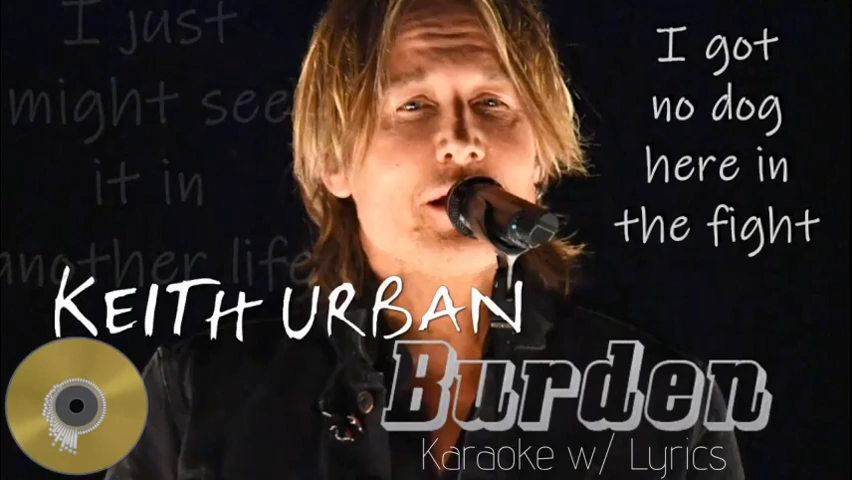 I just
might see
it in
another life
I got
no dog
here in
the fight
KEITH URBAN
Burden
Karaoke w/ Lyrics